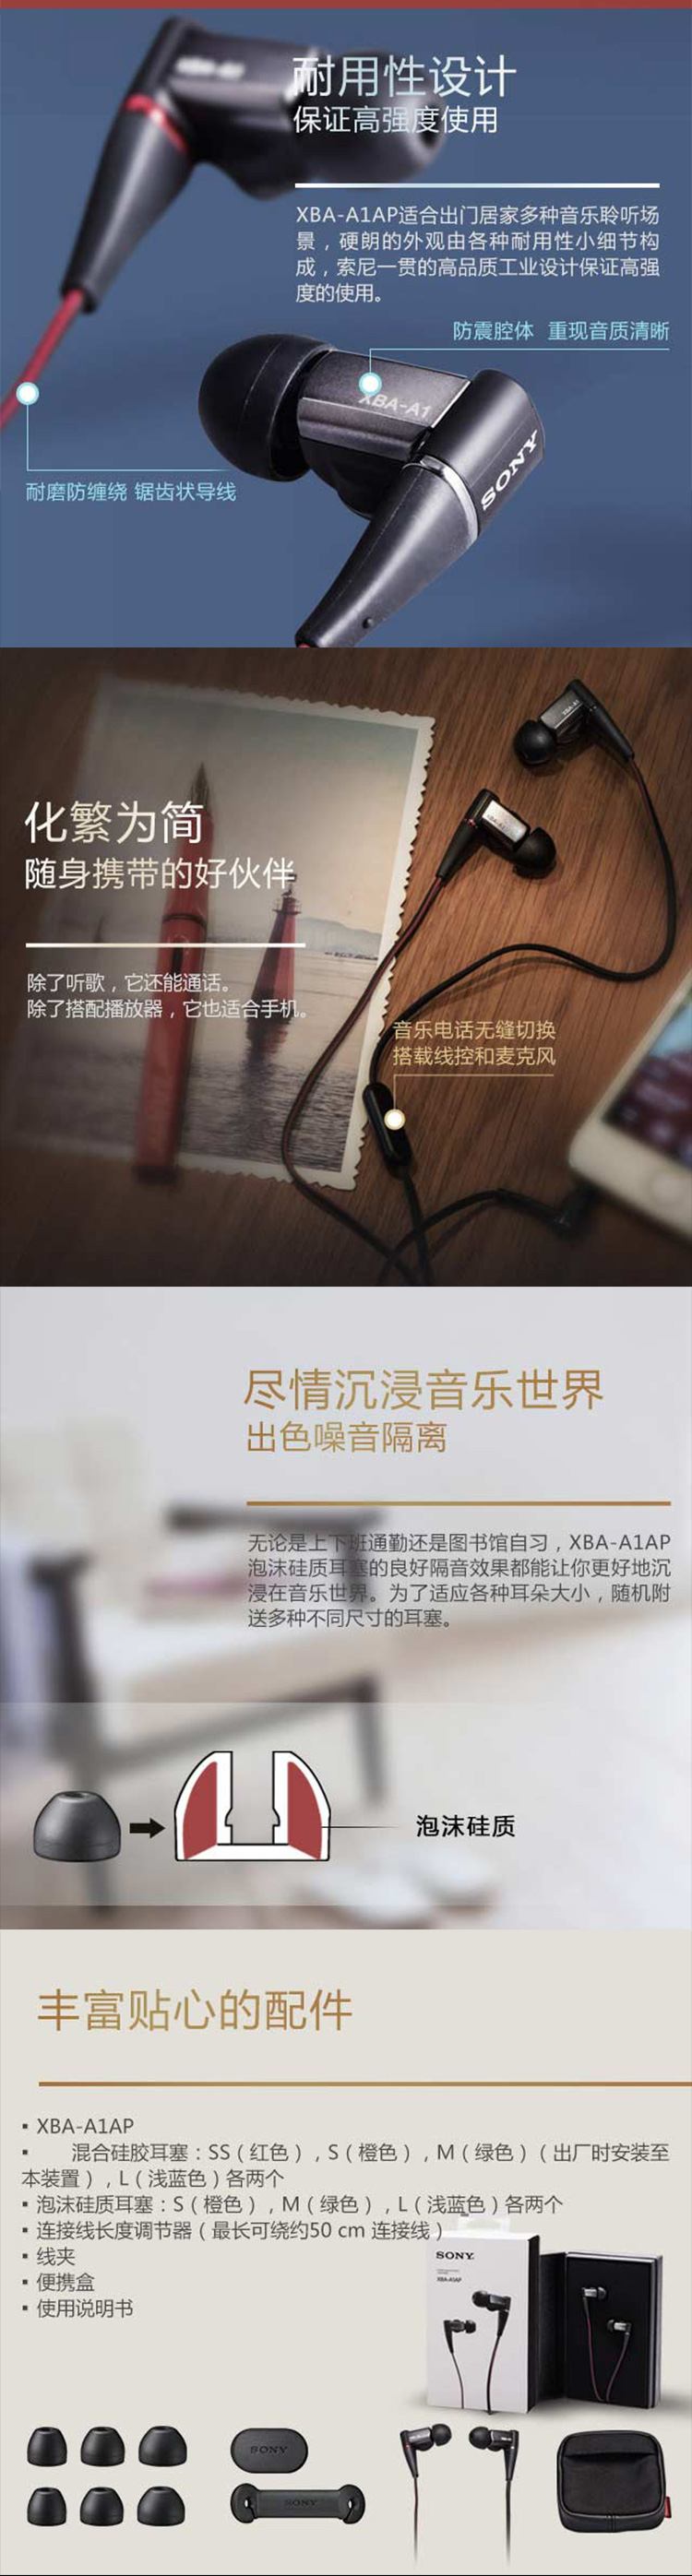 耐用性设计
保证高强度使用
XBA-A1AP适合出门居家多种音乐聆听场
景，硬朗的外观由各种耐用性小细节构
成，索尼一贯的高品质工业设计保证高强
度的使用。
防震腔体 重现音质清晰
XBA-A1
SONY
耐磨防缠绕 锯齿状导线
化繁为简
随身携带的好伙伴
除了听歌，它还能通话。
除了搭配播放器，它也适合手机。
音乐电话无缝切换
搭载线控和麦克风
尽情沉浸音乐世界
出色噪音隔离
无论是上下班通勤还是图书馆自习，XBA-A1AP
泡沫硅质耳塞的良好隔音效果都能让你更好地沉
浸在音乐世界。为了适应各种耳朵大小，随机附
送多种不同尺寸的耳塞。
泡沫硅质
丰富贴心的配件
▪ XBA-A1AP
▪ 混合硅胶耳塞：SS（红色），S（橙色），M（绿色）（出厂时安装至
本装置），L（浅蓝色）各两个
▪ 泡沫硅质耳塞：S（橙色），M（绿色），L（浅蓝色）各两个
▪ 连接线长度调节器（最长可绕约50 cm 连接线）
▪ 线夹
▪ 便携盒
▪ 使用说明书
SONY
XBA-A1AP
SONY
SONY